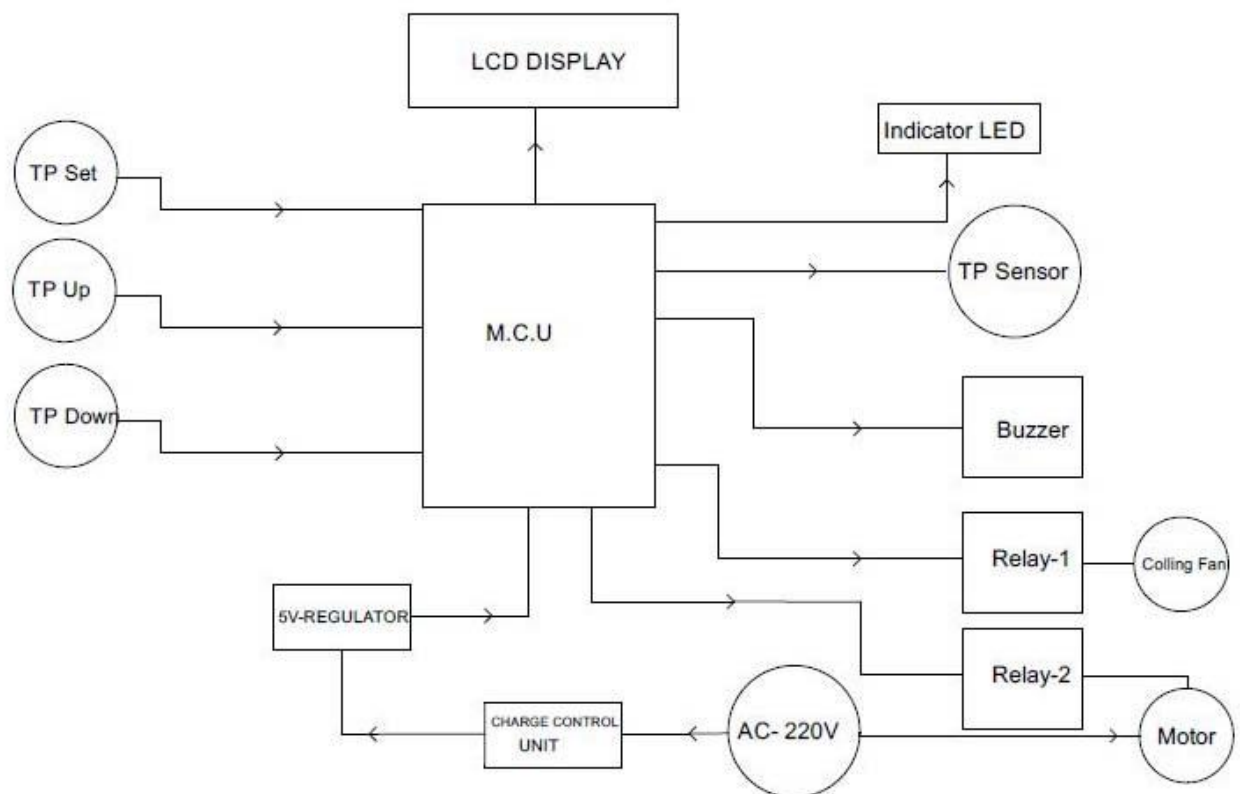 LCD DISPLAY
Indicator LED
TP Set
TP Up
TP Sensor
M.C.U
TP Down
Buzzer
Relay-1
Colling Fan
5V-REGULATOR
Relay-2
CHARGE CONTROL
UNIT
AC- 220V
Motor